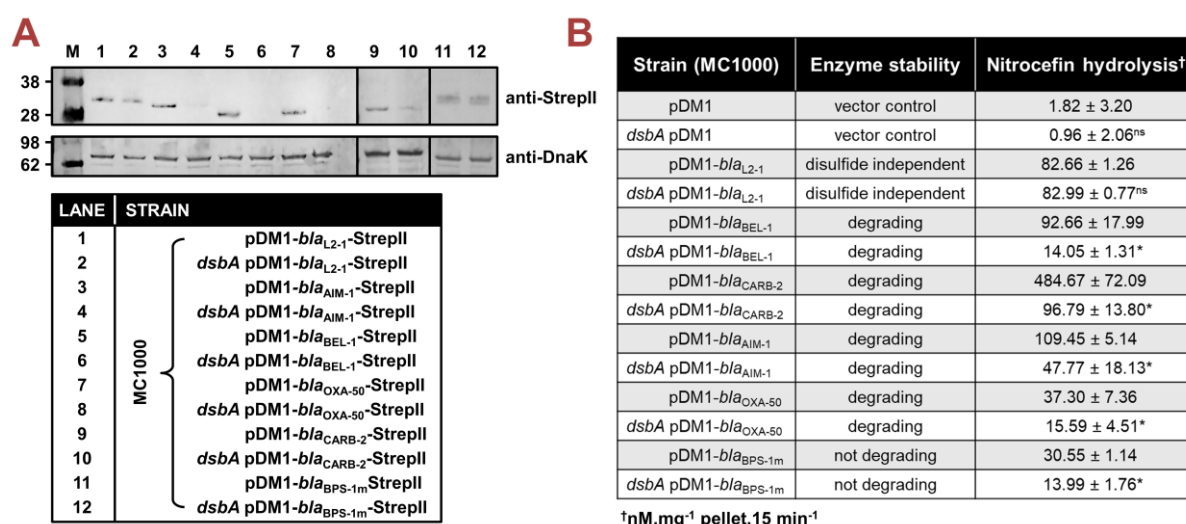 A
B
M 1 2 3 4 5 6 7 8 9 10 11 12
38
28
anti-StrepII
98
62
anti-DnaK
LANE STRAIN
MC1000
1 pDM1-blaL2-1-StrepII
2 dsbA pDM1-blaL2-1-StrepII
3 pDM1-blaAIM-1-StrepII
4 dsbA pDM1-blaAIM-1-StrepII
5 pDM1-blaBEL-1-StrepII
6 dsbA pDM1-blaBEL-1-StrepII
7 pDM1-blaOXA-50-StrepII
8 dsbA pDM1-blaOXA-50-StrepII
9 pDM1-blaCARB-2-StrepII
10 dsbA pDM1-blaCARB-2-StrepII
11 pDM1-blaBPS-1mStrepII
12 dsbA pDM1-blaBPS-1m-StrepII
Strain (MC1000) Enzyme stability Nitrocefin hydrolysis†
pDM1 vector control 1.82 ± 3.20
dsbA pDM1 vector control 0.96 ± 2.06ns
pDM1-blaL2-1 disulfide independent 82.66 ± 1.26
dsbA pDM1-blaL2-1 disulfide independent 82.99 ± 0.77ns
pDM1-blaBEL-1 degrading 92.66 ± 17.99
dsbA pDM1-blaBEL-1 degrading 14.05 ± 1.31*
pDM1-blaCARB-2 degrading 484.67 ± 72.09
dsbA pDM1-blaCARB-2 degrading 96.79 ± 13.80*
pDM1-blaAIM-1 degrading 109.45 ± 5.14
dsbA pDM1-blaAIM-1 degrading 47.77 ± 18.13*
pDM1-blaOXA-50 degrading 37.30 ± 7.36
dsbA pDM1-blaOXA-50 degrading 15.59 ± 4.51*
pDM1-blaBPS-1m not degrading 30.55 ± 1.14
dsbA pDM1-blaBPS-1m not degrading 13.99 ± 1.76*
†nM.mg-1 pellet.15 min-1